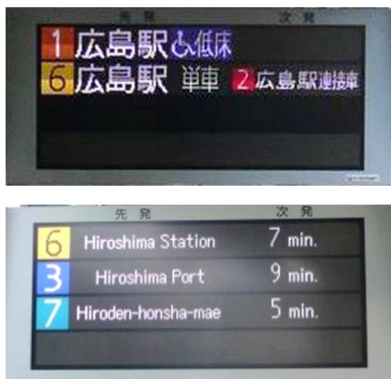 先発 次発
1 広島駅 低床
6 広島駅 単車 2 広島駅 連接車
先発 次発
6 Hiroshima Station 7 min.
3 Hiroshima Port 9 min.
7 Hiroden-honsha-mae 5 min.